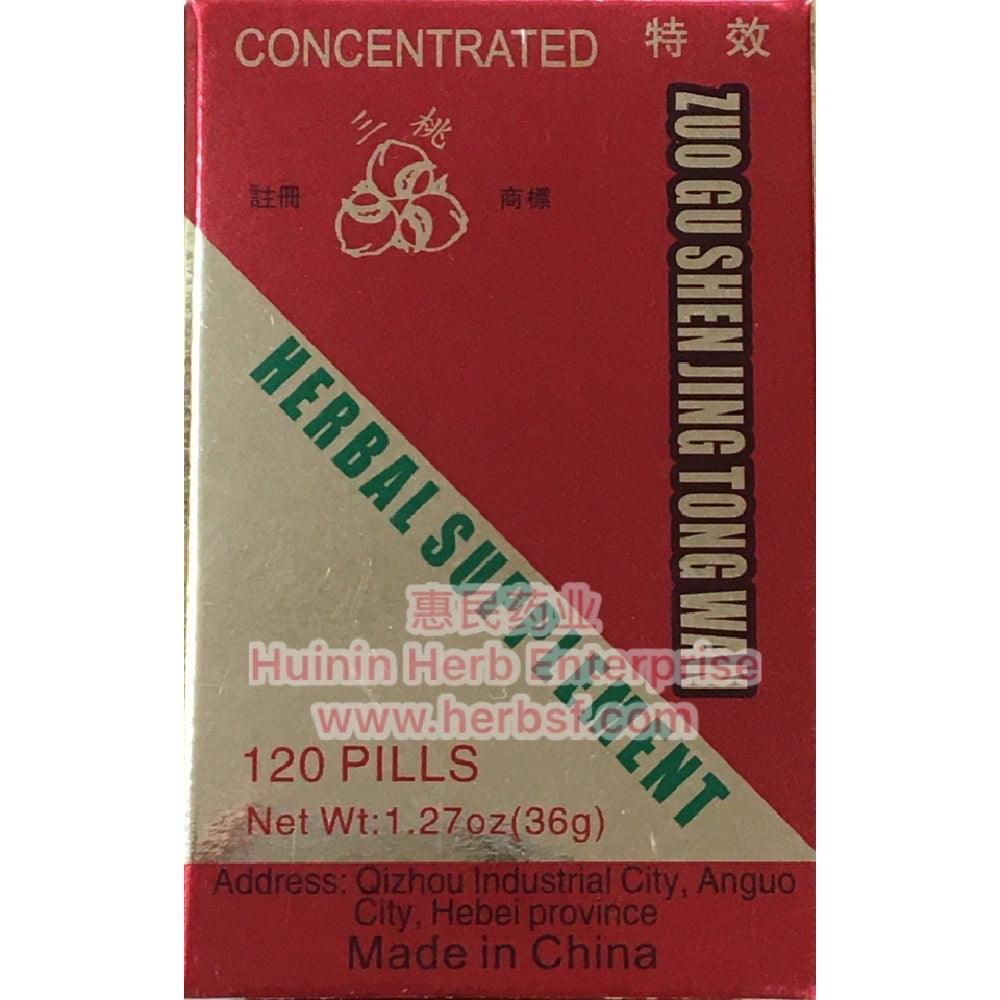 CONCENTRATED 特效
三桃
註冊 商標
ZUO GU SHEN JING TONG WAN
HERBAL SUPPLEMENT
惠民药业
Huinin Herb Enterprise
www.herbsf.com
120 PILLS
Net Wt:1.27oz(36g)
Address: Qizhou Industrial City, Anguo
City, Hebei province
Made in China